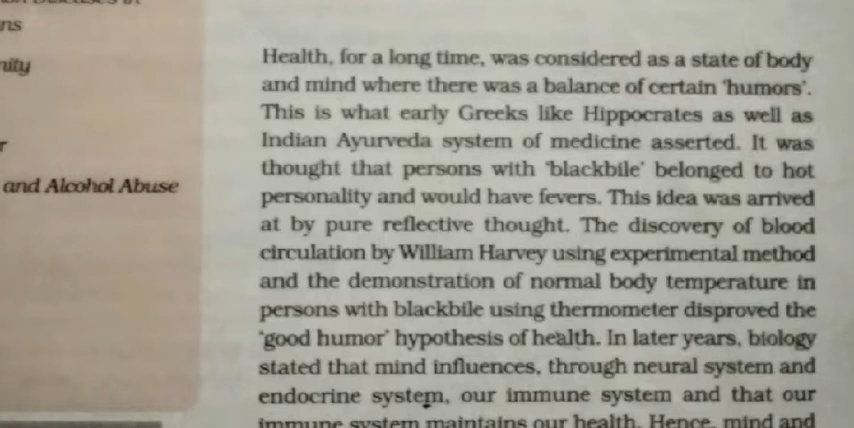 ns
nity
r
and Alcohol Abuse
Health, for a long time, was considered as a state of body
and mind where there was a balance of certain 'humors'.
This is what early Greeks like Hippocrates as well as
Indian Ayurveda system of medicine asserted. It was
thought that persons with 'blackbile' belonged to hot
personality and would have fevers. This idea was arrived
at by pure reflective thought. The discovery of blood
circulation by William Harvey using experimental method
and the demonstration of normal body temperature in
persons with blackbile using thermometer disproved the
'good humor' hypothesis of health. In later years, biology
stated that mind influences, through neural system and
endocrine system, our immune system and that our
immune system maintains our health. Hence, mind and